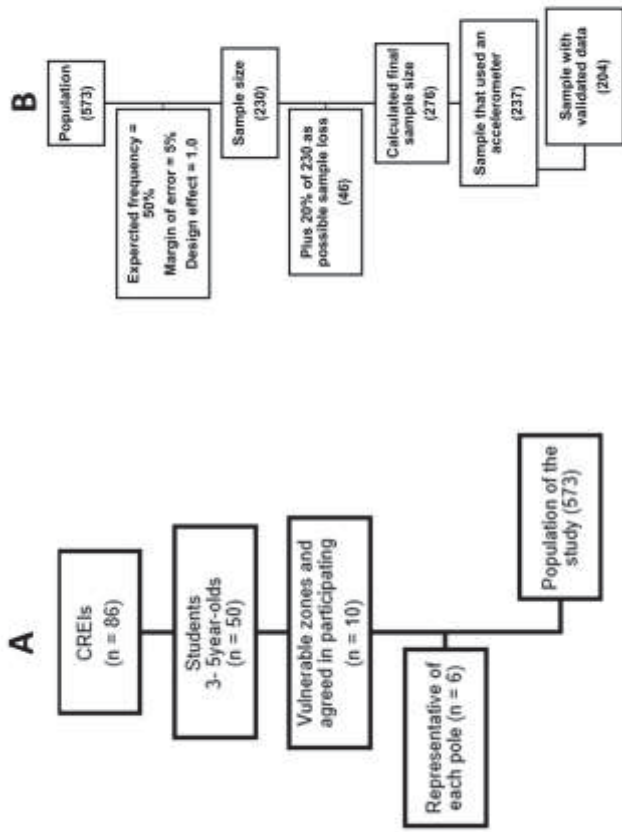 A
CREIs
(n = 86)
Students
3- 5year-olds
(n = 50)
Vulnerable zones and
agreed in participating
(n = 10)
Representative of
each pole (n = 6)
Population of the
study (573)
B
Population
(573)
Expercted frequency =
50%
Margin of error = 5%
Design effect = 1.0
Sample size
(230)
Plus 20% of 230 as
possible sample loss
(46)
Calculated final
sample size
(276)
Sample that used an
accelerometer
(237)
Sample with
validated data
(204)